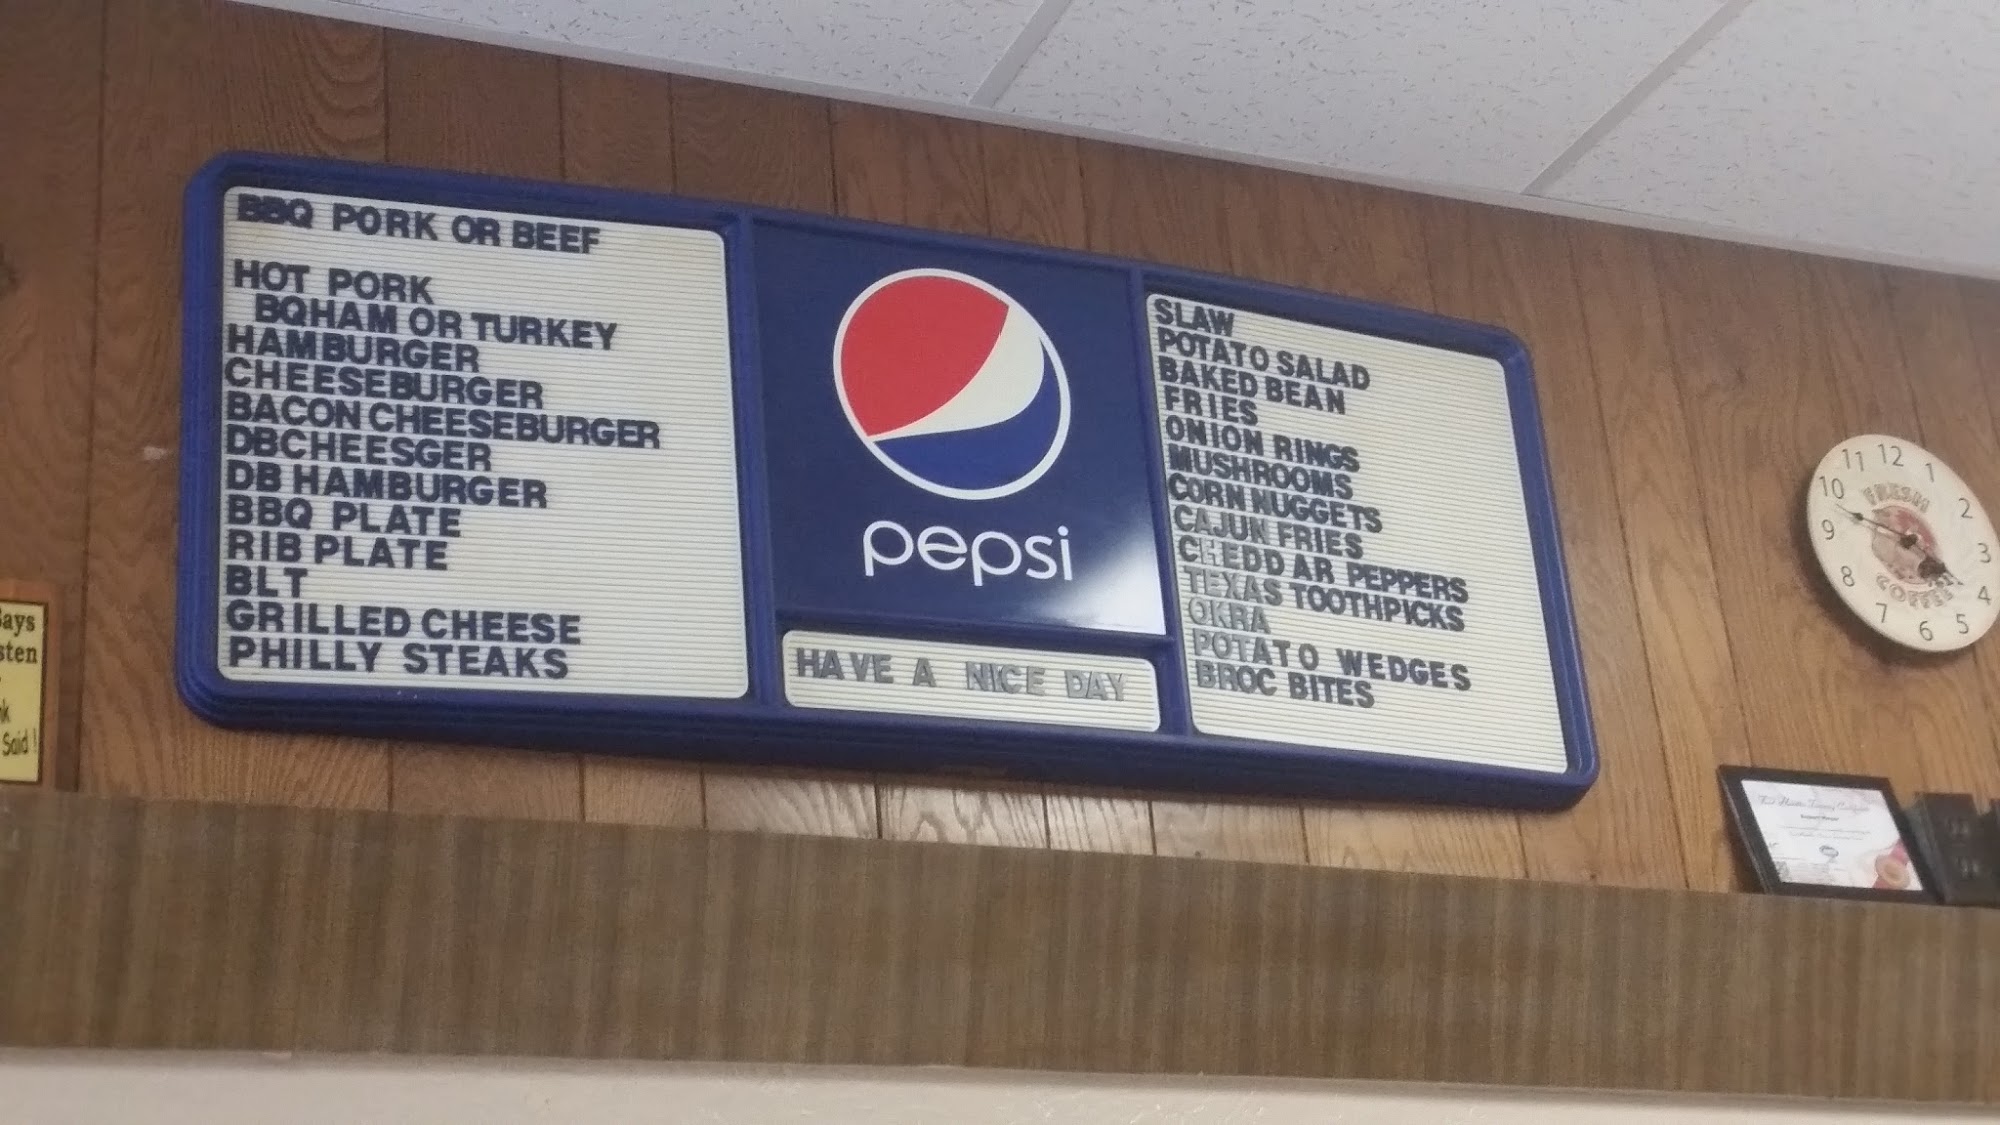 BBQ PORK OR BEEF
HOT PORK
BQHAM OR TURKEY
HAMBURGER
CHEESEBURGER
BACON CHEESEBURGER
DBCHEESGER
DB HAMBURGER
BBQ PLATE
RIB PLATE
BLT
GRILLED CHEESE
PHILLY STEAKS
pepsi
HAVE A NICE DAY
SLAW
POTATO SALAD
BAKED BEAN
FRIES
ONION RINGS
MUSHROOMS
CORN NUGGETS
CAJUN FRIES
CHEDDAR PEPPERS
TEXAS TOOTHPICKS
OKRA
POTATO WEDGES
BROC BITES
11 12 1
10 2
9 3
8 4
7 6 5
FRESH
COFFEE
Said !